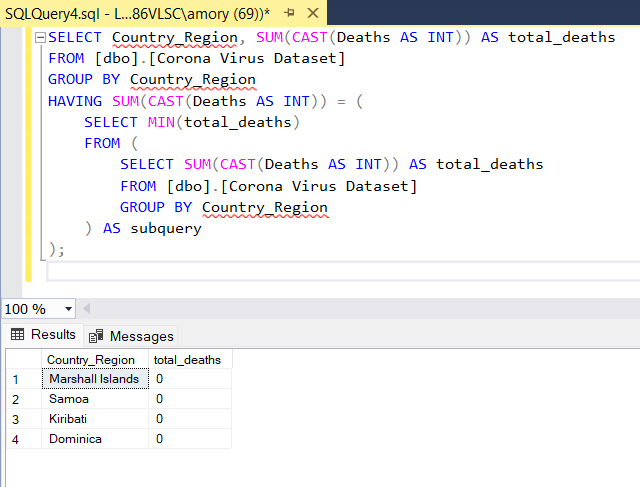 SQLQuery4.sql - L...86VLSC\amory (69))*
SELECT Country_Region, SUM(CAST(Deaths AS INT)) AS total_deaths
FROM [dbo].[Corona Virus Dataset]
GROUP BY Country_Region
HAVING SUM(CAST(Deaths AS INT)) = (
SELECT MIN(total_deaths)
FROM (
SELECT SUM(CAST(Deaths AS INT)) AS total_deaths
FROM [dbo].[Corona Virus Dataset]
GROUP BY Country_Region
) AS subquery
);
100 %
Results Messages
Country_Region total_deaths
1 Marshall Islands 0
2 Samoa 0
3 Kiribati 0
4 Dominica 0